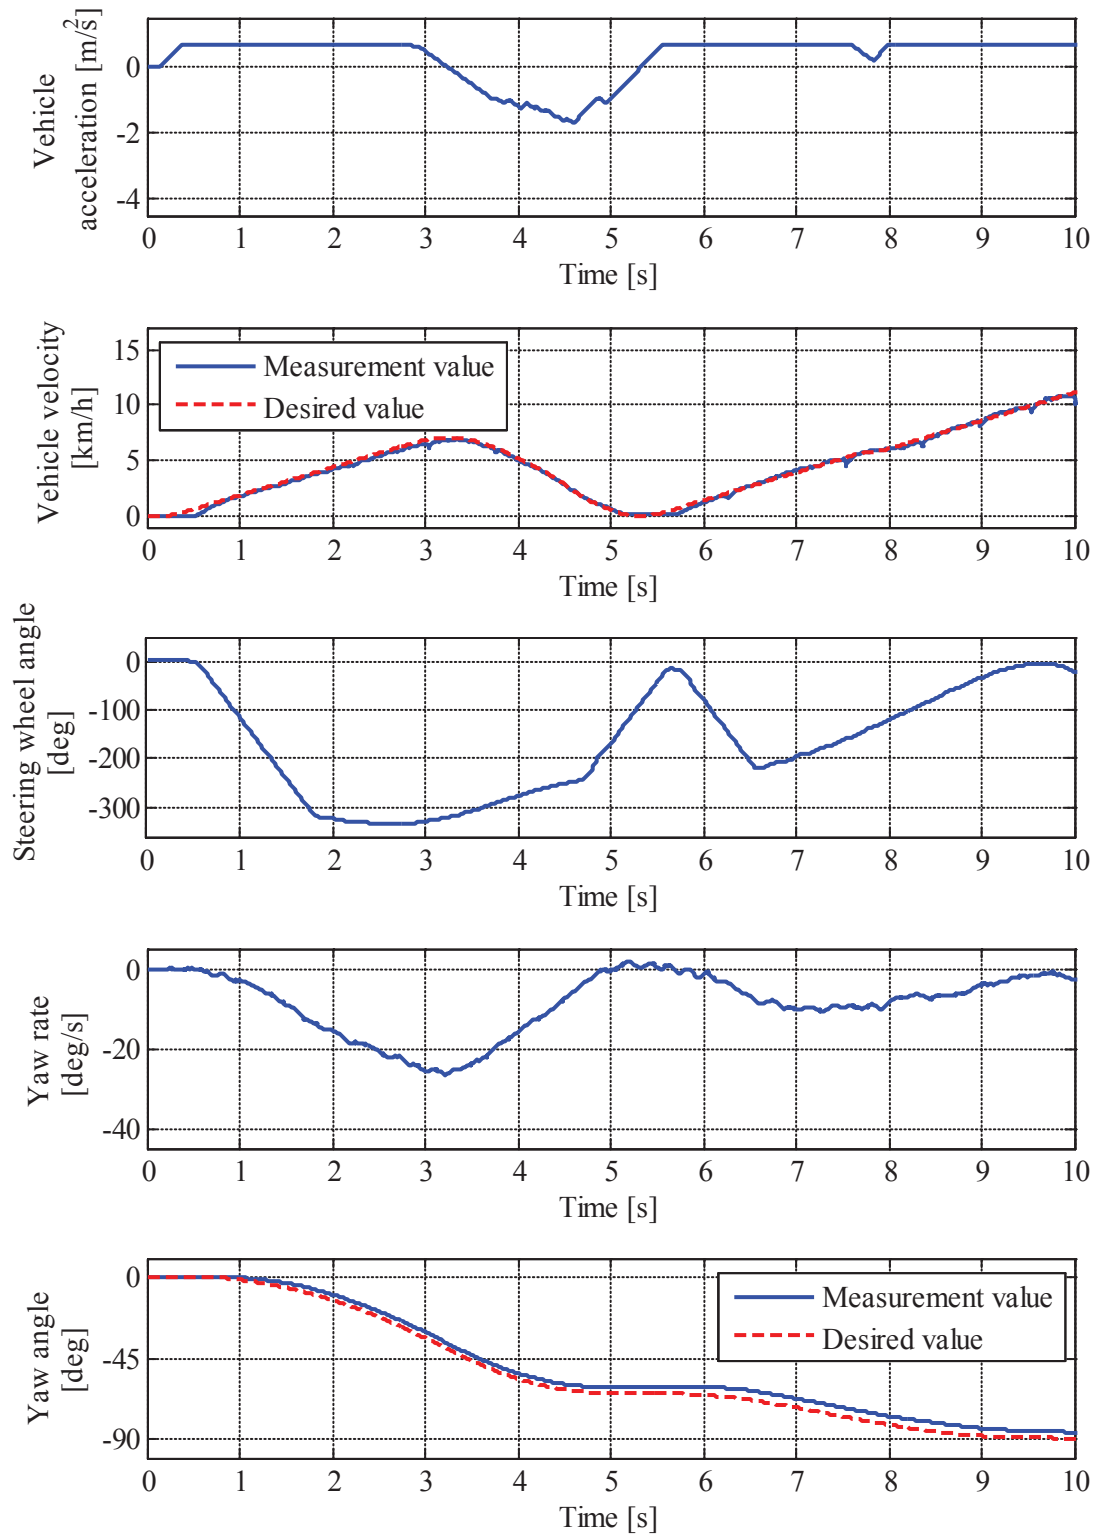 Vehicle
acceleration [m/s²]
0
-2
-4
0 1 2 3 4 5 6 7 8 9 10
Time [s]
Vehicle velocity
[km/h]
15
10
5
0
Measurement value
Desired value
0 1 2 3 4 5 6 7 8 9 10
Time [s]
Steering wheel angle
[deg]
0
-100
-200
-300
0 1 2 3 4 5 6 7 8 9 10
Time [s]
Yaw rate
[deg/s]
0
-20
-40
0 1 2 3 4 5 6 7 8 9 10
Time [s]
Yaw angle
[deg]
0
-45
-90
Measurement value
Desired value
0 1 2 3 4 5 6 7 8 9 10
Time [s]